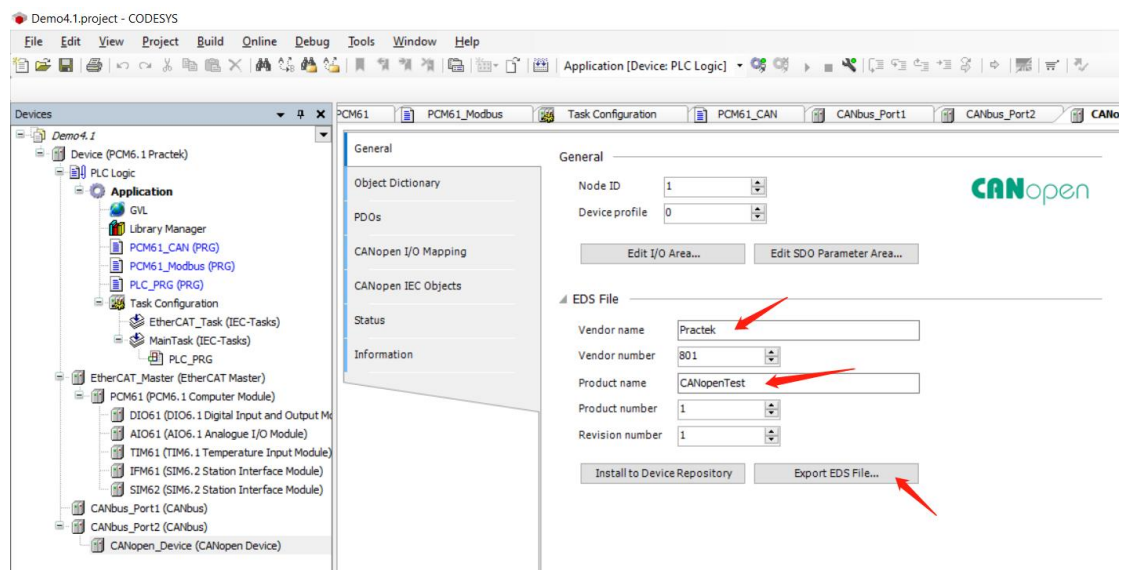 Demo4.1.project - CODESYS
File Edit View Project Build Online Debug Tools Window Help
Application [Device: PLC Logic]
Devices
PCM61 PCM61_Modbus Task Configuration PCM61_CAN CANbus_Port1 CANbus_Port2 CANo
Demo4.1
Device (PCM6.1 Practek)
PLC Logic
Application
GVL
Library Manager
PCM61_CAN (PRG)
PCM61_Modbus (PRG)
PLC_PRG (PRG)
Task Configuration
EtherCAT_Task (IEC-Tasks)
MainTask (IEC-Tasks)
PLC_PRG
EtherCAT_Master (EtherCAT Master)
PCM61 (PCM6.1 Computer Module)
DIO61 (DIO6.1 Digital Input and Output Mo
AIO61 (AIO6.1 Analogue I/O Module)
TIM61 (TIM6.1 Temperature Input Module)
IFM61 (SIM6.2 Station Interface Module)
SIM62 (SIM6.2 Station Interface Module)
CANbus_Port1 (CANbus)
CANbus_Port2 (CANbus)
CANopen_Device (CANopen Device)
General
Object Dictionary
PDOs
CANopen I/O Mapping
CANopen IEC Objects
Status
Information
General
Node ID 1
Device profile 0
CANopen
Edit I/O Area... Edit SDO Parameter Area...
EDS File
Vendor name Practek
Vendor number 801
Product name CANopenTest
Product number 1
Revision number 1
Install to Device Repository Export EDS File...